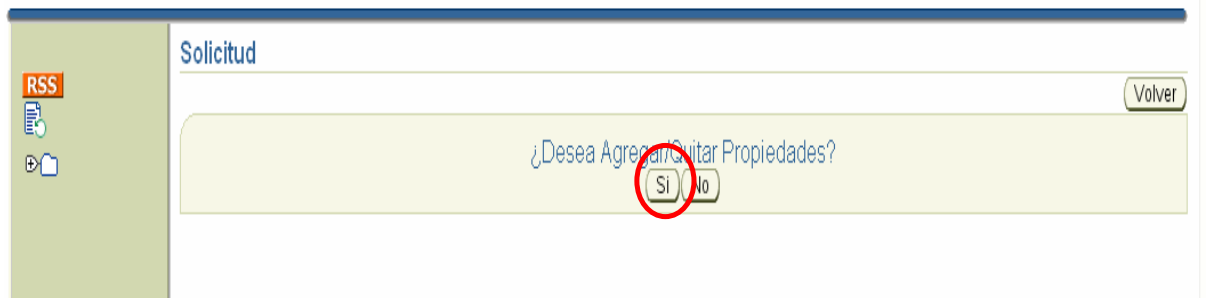 Solicitud
RSS
Volver
¿Desea Agregar/Quitar Propiedades?
Si No